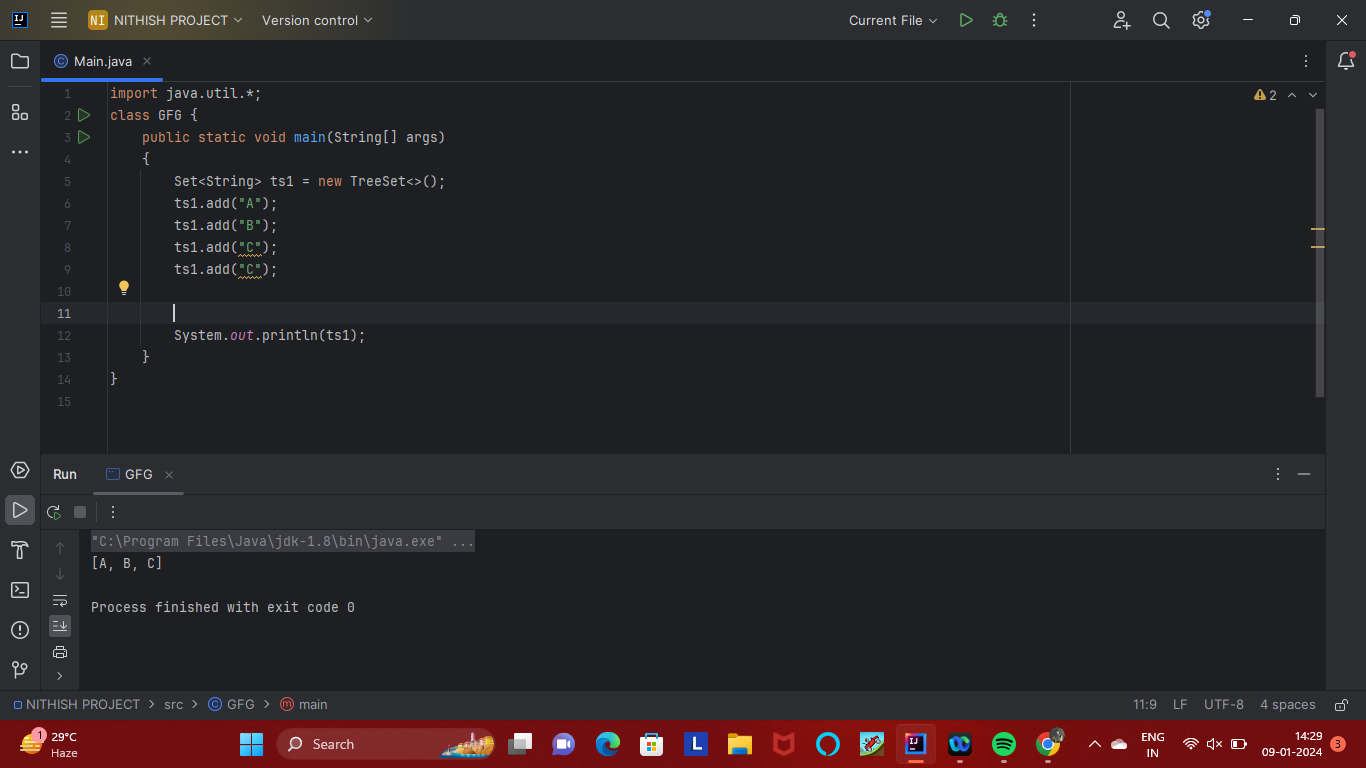 NI NITHISH PROJECT Version control Current File
Main.java
1 import java.util.*; 2
2 class GFG {
3 public static void main(String[] args)
4 {
5 Set<String> ts1 = new TreeSet<>();
6 ts1.add("A");
7 ts1.add("B");
8 ts1.add("C");
9 ts1.add("C");
10
11
12 System.out.println(ts1);
13 }
14 }
15
Run GFG
"C:\Program Files\Java\jdk-1.8\bin\java.exe" ...
[A, B, C]
Process finished with exit code 0
NITHISH PROJECT > src > GFG > main 11:9 LF UTF-8 4 spaces
1 29°C Search ENG 14:29
Haze IN 09-01-2024 3